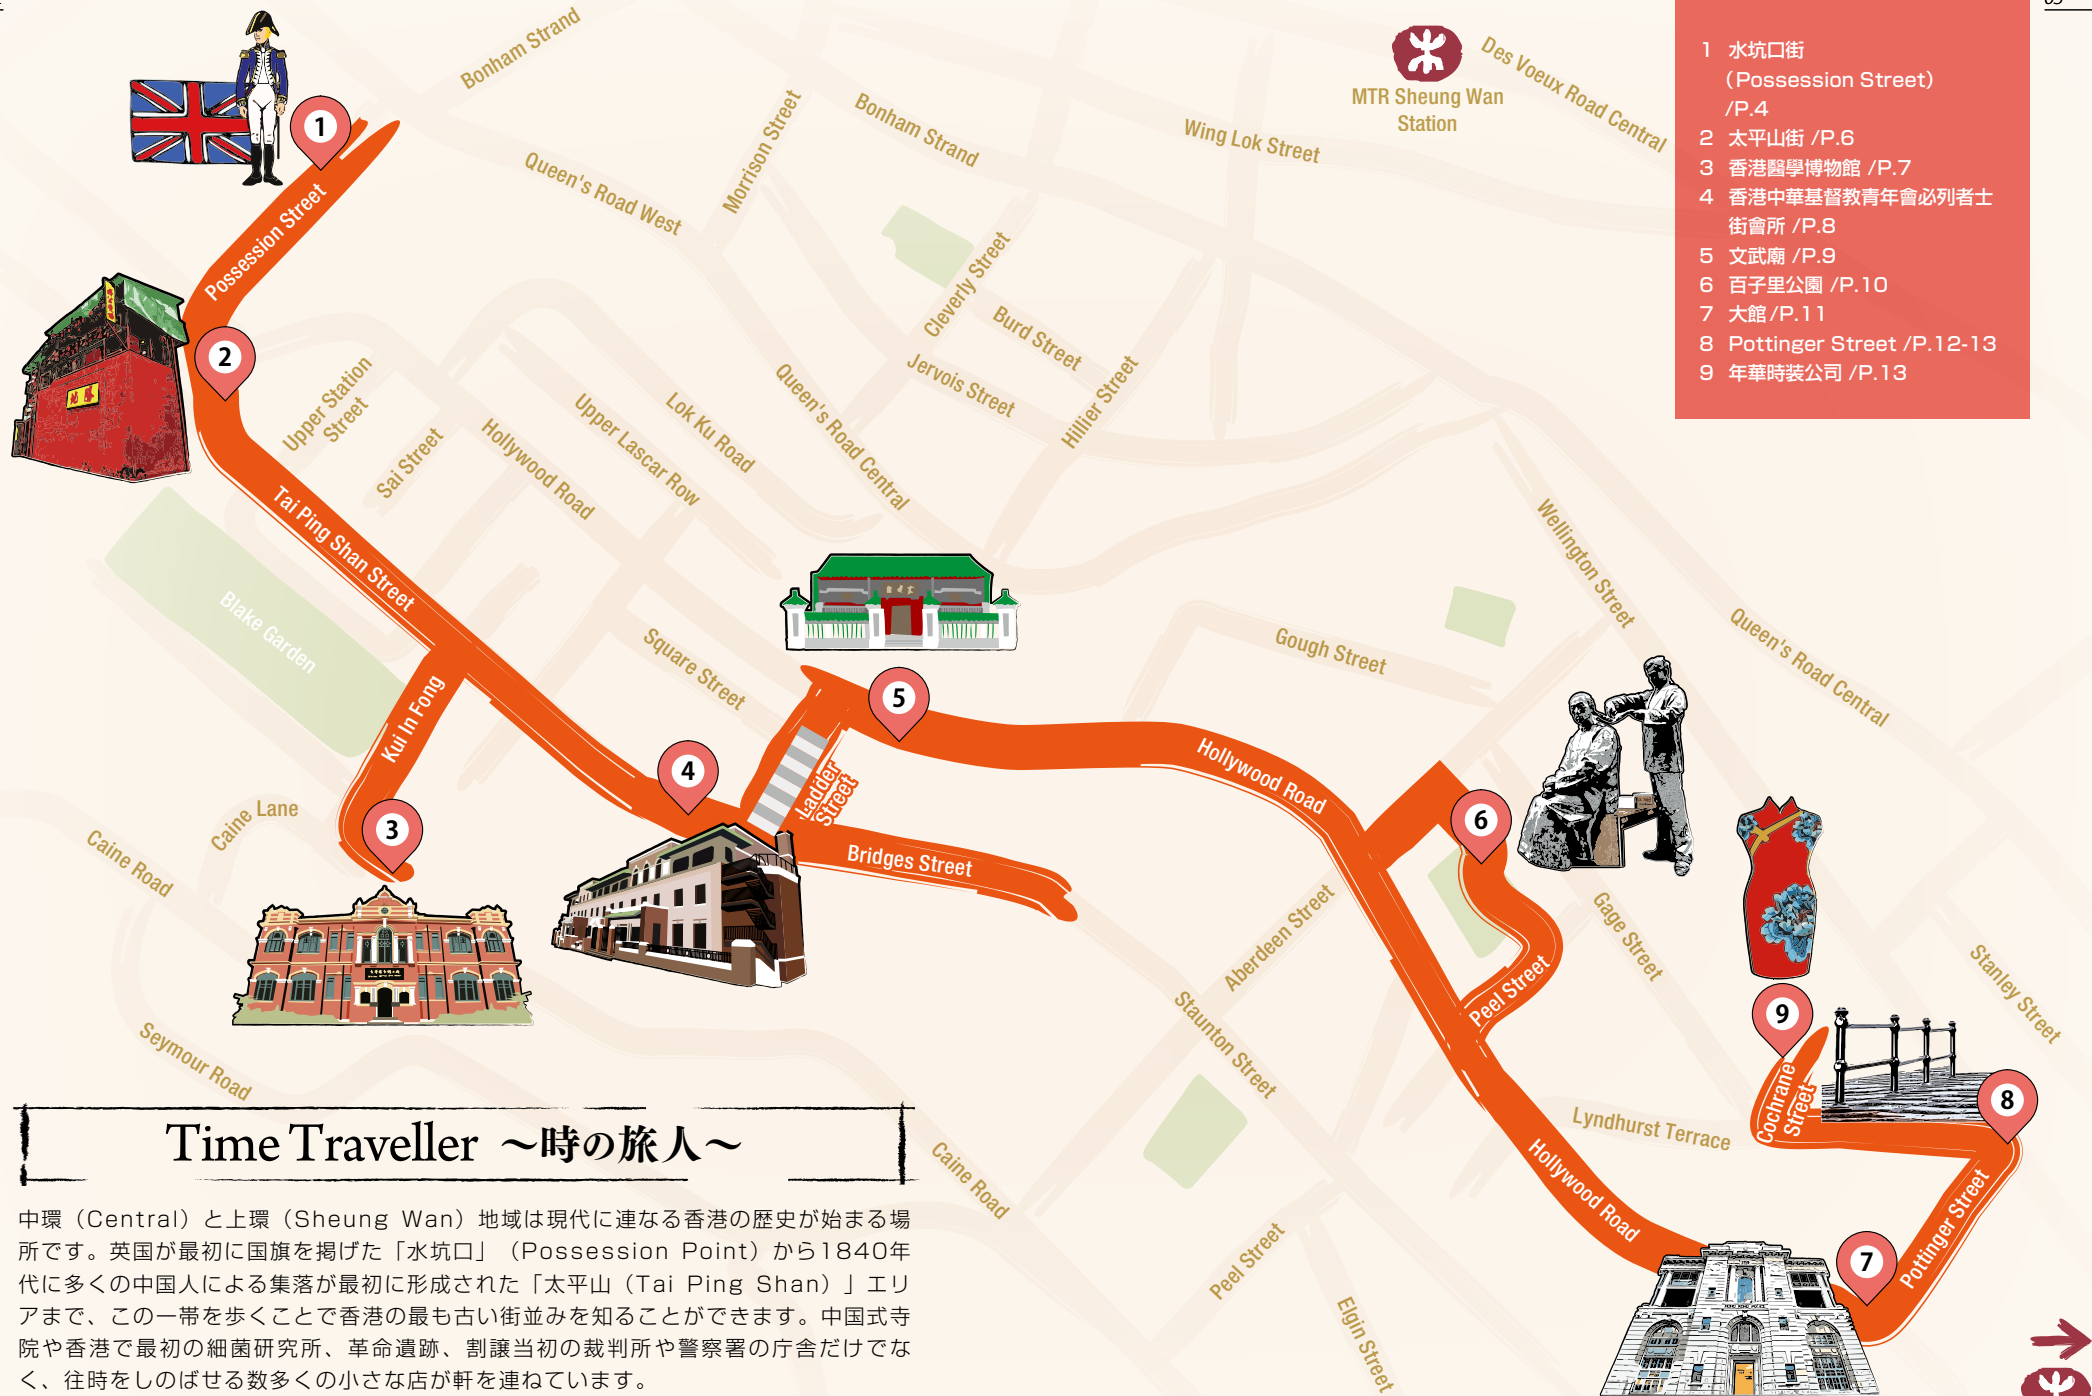 1 水坑口街
(Possession Street)
/P.4
2 太平山街 /P.6
3 香港醫學博物館 /P.7
4 香港中華基督教青年會必列者士
街會所 /P.8
5 文武廟 /P.9
6 百子里公園 /P.10
7 大館/P.11
8 Pottinger Street /P.12-13
9 年華時装公司 /P.13
MTR Sheung Wan
Station
Des Voeux Road Central
Bonham Strand
Bonham Strand
Wing Lok Street
Morrison Street
Queen's Road West
1
Possession Street
Cleverly Street
Burd Street
Jervois Street
Hillier Street
2
Upper Station
Street
Sai Street
Hollywood Road
Upper Lascar Row
Lok Ku Road
Queen's Road Central
Tai Ping Shan Street
Blake Garden
Wellington Street
Queen's Road Central
Gough Street
Square Street
5
Kui In Fong
4
Ladder
Street
Hollywood Road
6
3
Caine Lane
Caine Road
Bridges Street
Aberdeen Street
Gage Street
Peel Street
Stanley Street
9
Cochrane
Street
8
Staunton Street
Seymour Road
Lyndhurst Terrace
Hollywood Road
Pottinger Street
7
HONG KONG POLICE
Caine Road
Peel Street
Elgin Street
Time Traveller ～時の旅人～
中環（Central）と上環（Sheung Wan）地域は現代に連なる香港の歴史が始まる場
所です。英国が最初に国旗を掲げた「水坑口」（Possession Point）から1840年
代に多くの中国人による集落が最初に形成された「太平山（Tai Ping Shan）」エリ
アまで、この一帯を歩くことで香港の最も古い街並みを知ることができます。中国式寺
院や香港で最初の細菌研究所、革命遺跡、割譲当初の裁判所や警察署の庁舎だけでな
く、往時をしのばせる数多くの小さな店が軒を連ねています。